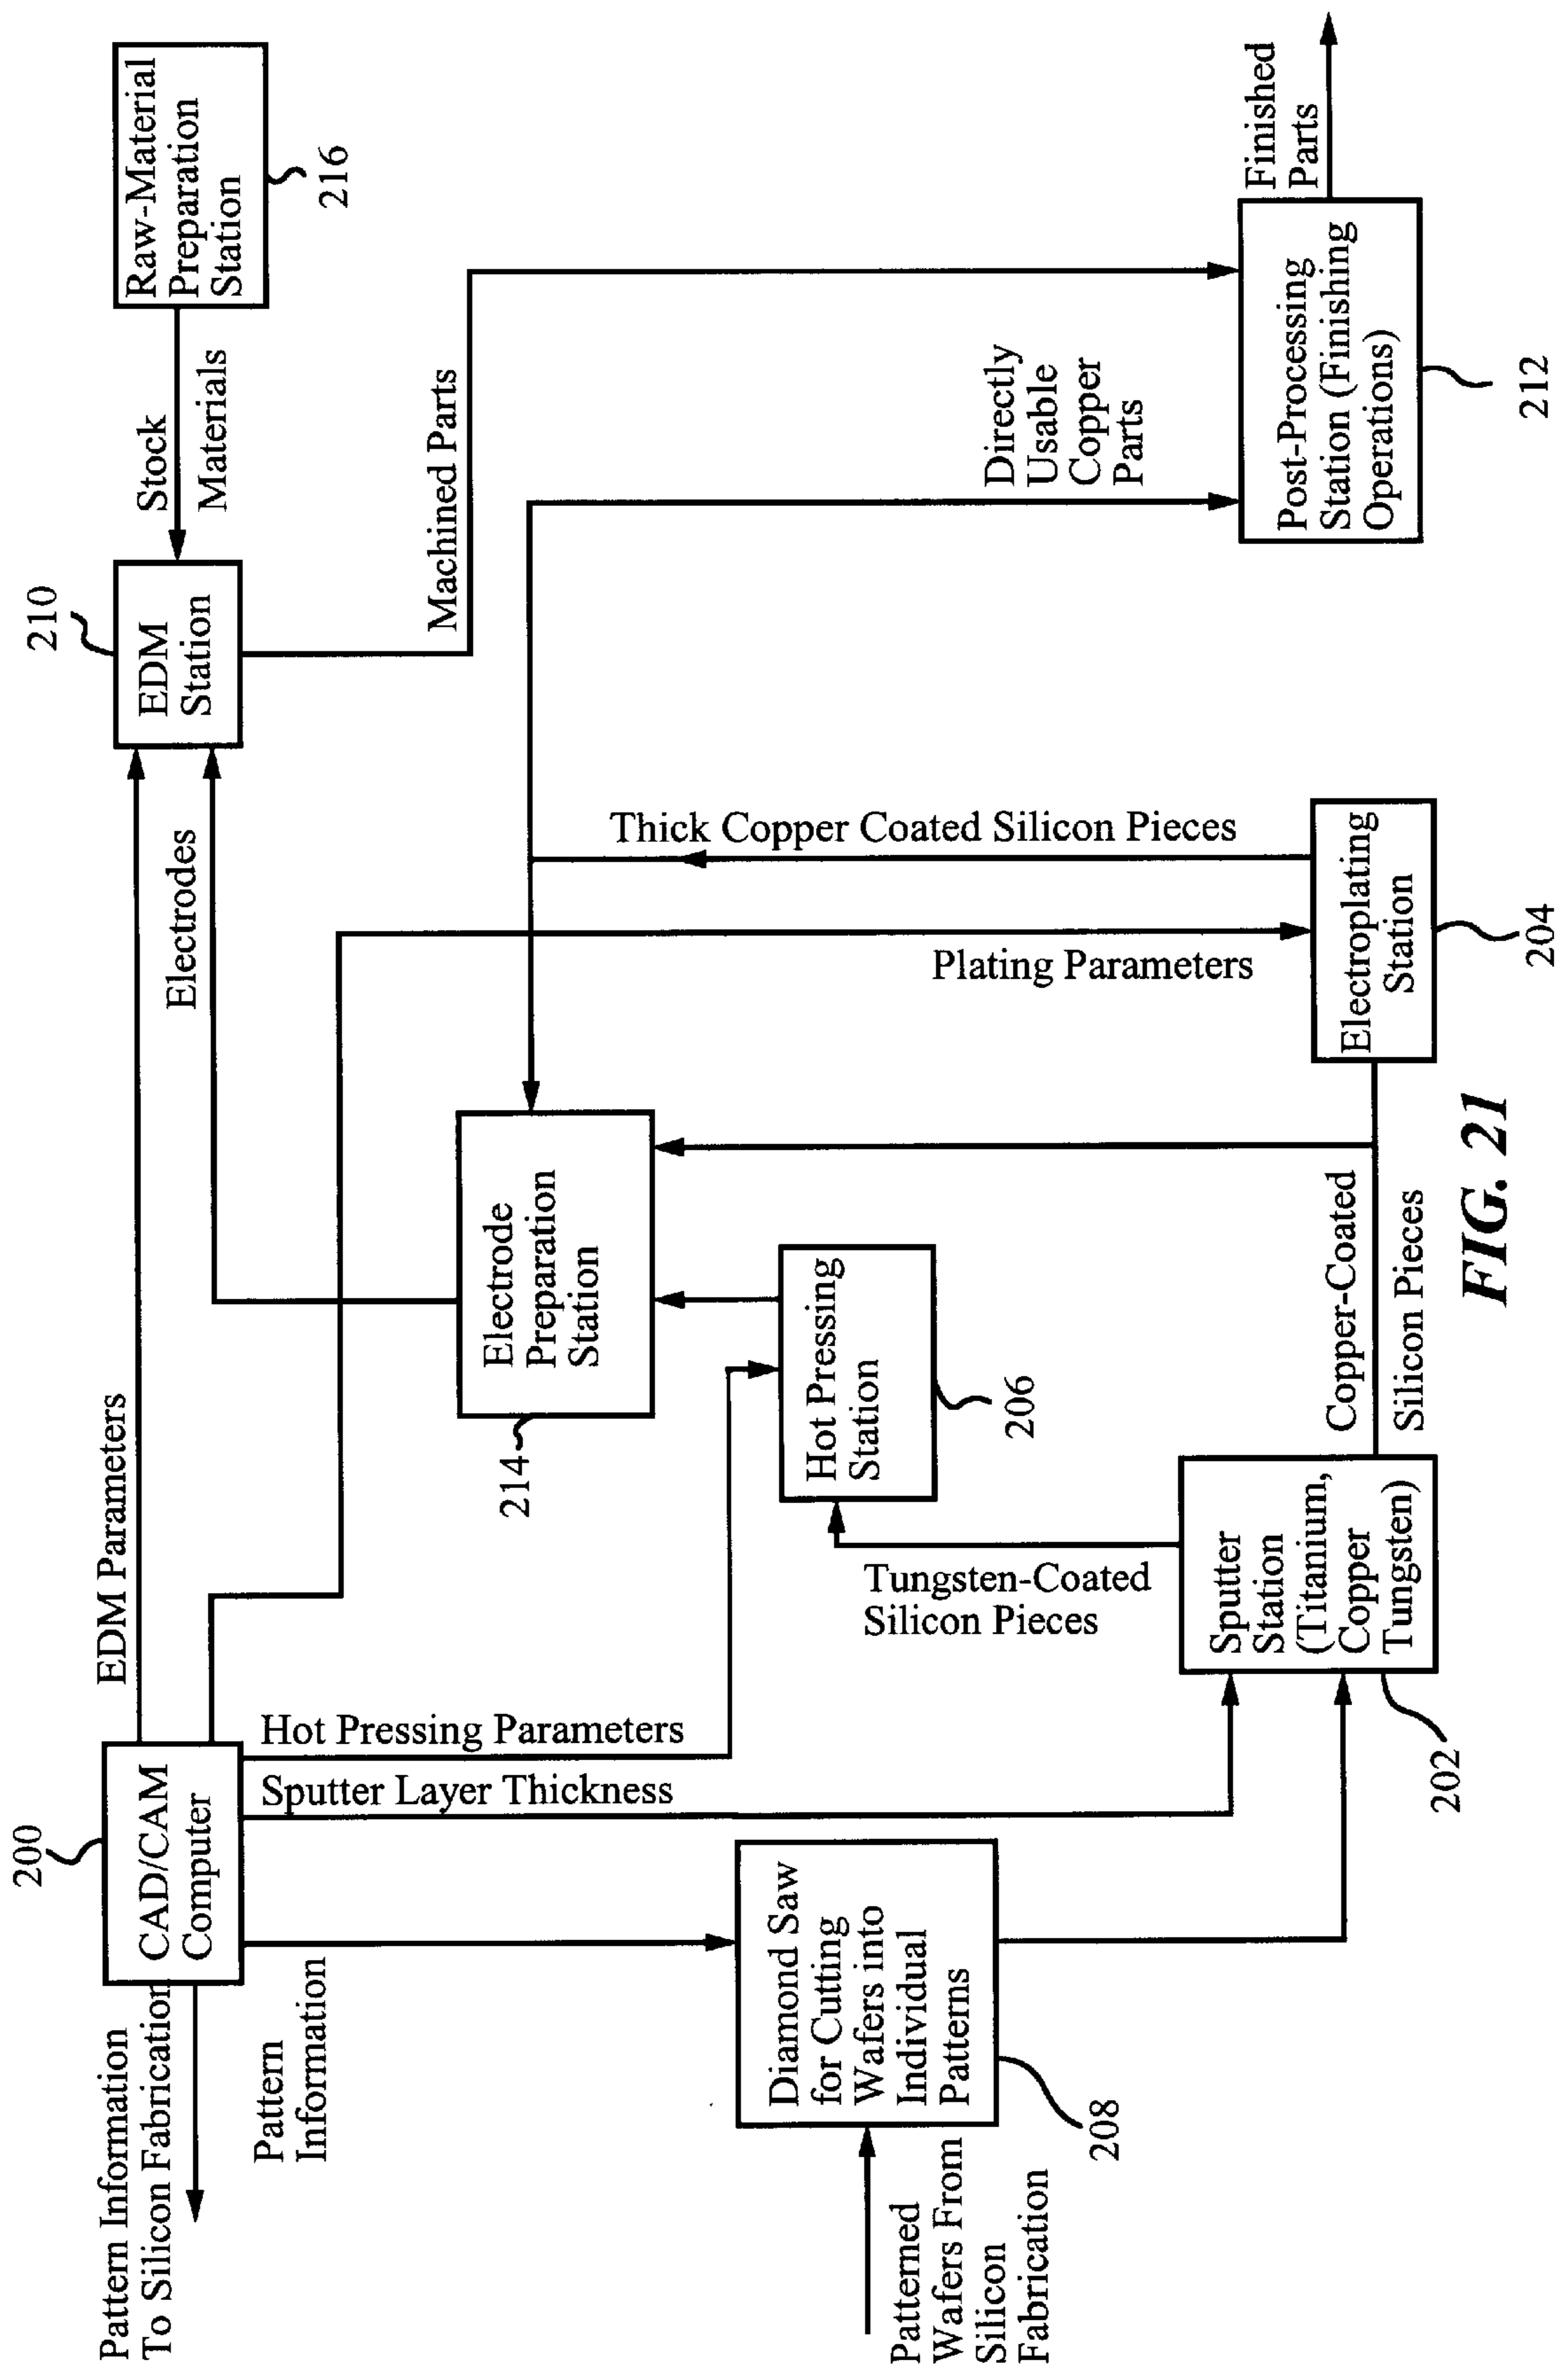 Pattern Information
To Silicon Fabrication
Pattern
Information
200
CAD/CAM
Computer
EDM Parameters
Hot Pressing Parameters
Sputter Layer Thickness
Electrodes
210
EDM
Station
Stock
Materials
Raw-Material
Preparation
Station
216
Machined Parts
214
Electrode
Preparation
Station
Thick Copper Coated Silicon Pieces
Plating Parameters
Directly
Usable
Copper
Parts
Patterned
Wafers From
Silicon
Fabrication
Diamond Saw
for Cutting
Wafers into
Individual
Patterns
208
Tungsten-Coated
Silicon Pieces
Hot Pressing
Station
206
Sputter
Station
(Titanium,
Copper
Tungsten)
202
Copper-Coated
Silicon Pieces
Electroplating
Station
204
Post-Processing
Station (Finishing
Operations)
212
Finished
Parts
FIG. 21